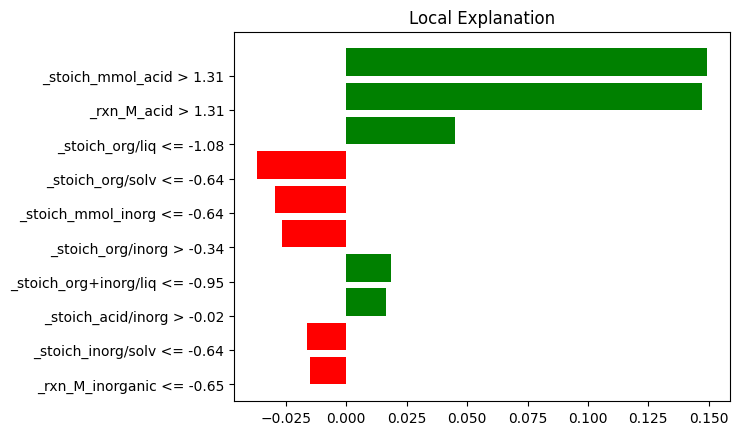 Local Explanation
_stoich_mmol_acid > 1.31
_rxn_M_acid > 1.31
_stoich_org/liq <= -1.08
_stoich_org/solv <= -0.64
_stoich_mmol_inorg <= -0.64
_stoich_org/inorg > -0.34
_stoich_org+inorg/liq <= -0.95
_stoich_acid/inorg > -0.02
_stoich_inorg/solv <= -0.64
_rxn_M_inorganic <= -0.65
−0.025 0.000 0.025 0.050 0.075 0.100 0.125 0.150